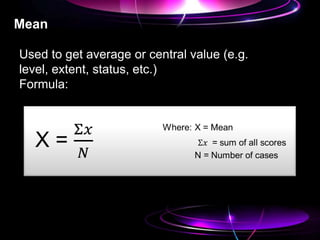 Mean
Used to get average or central value (e.g.
level, extent, status, etc.)
Formula:
X = Σx / N
Where: X = Mean
Σx = sum of all scores
N = Number of cases